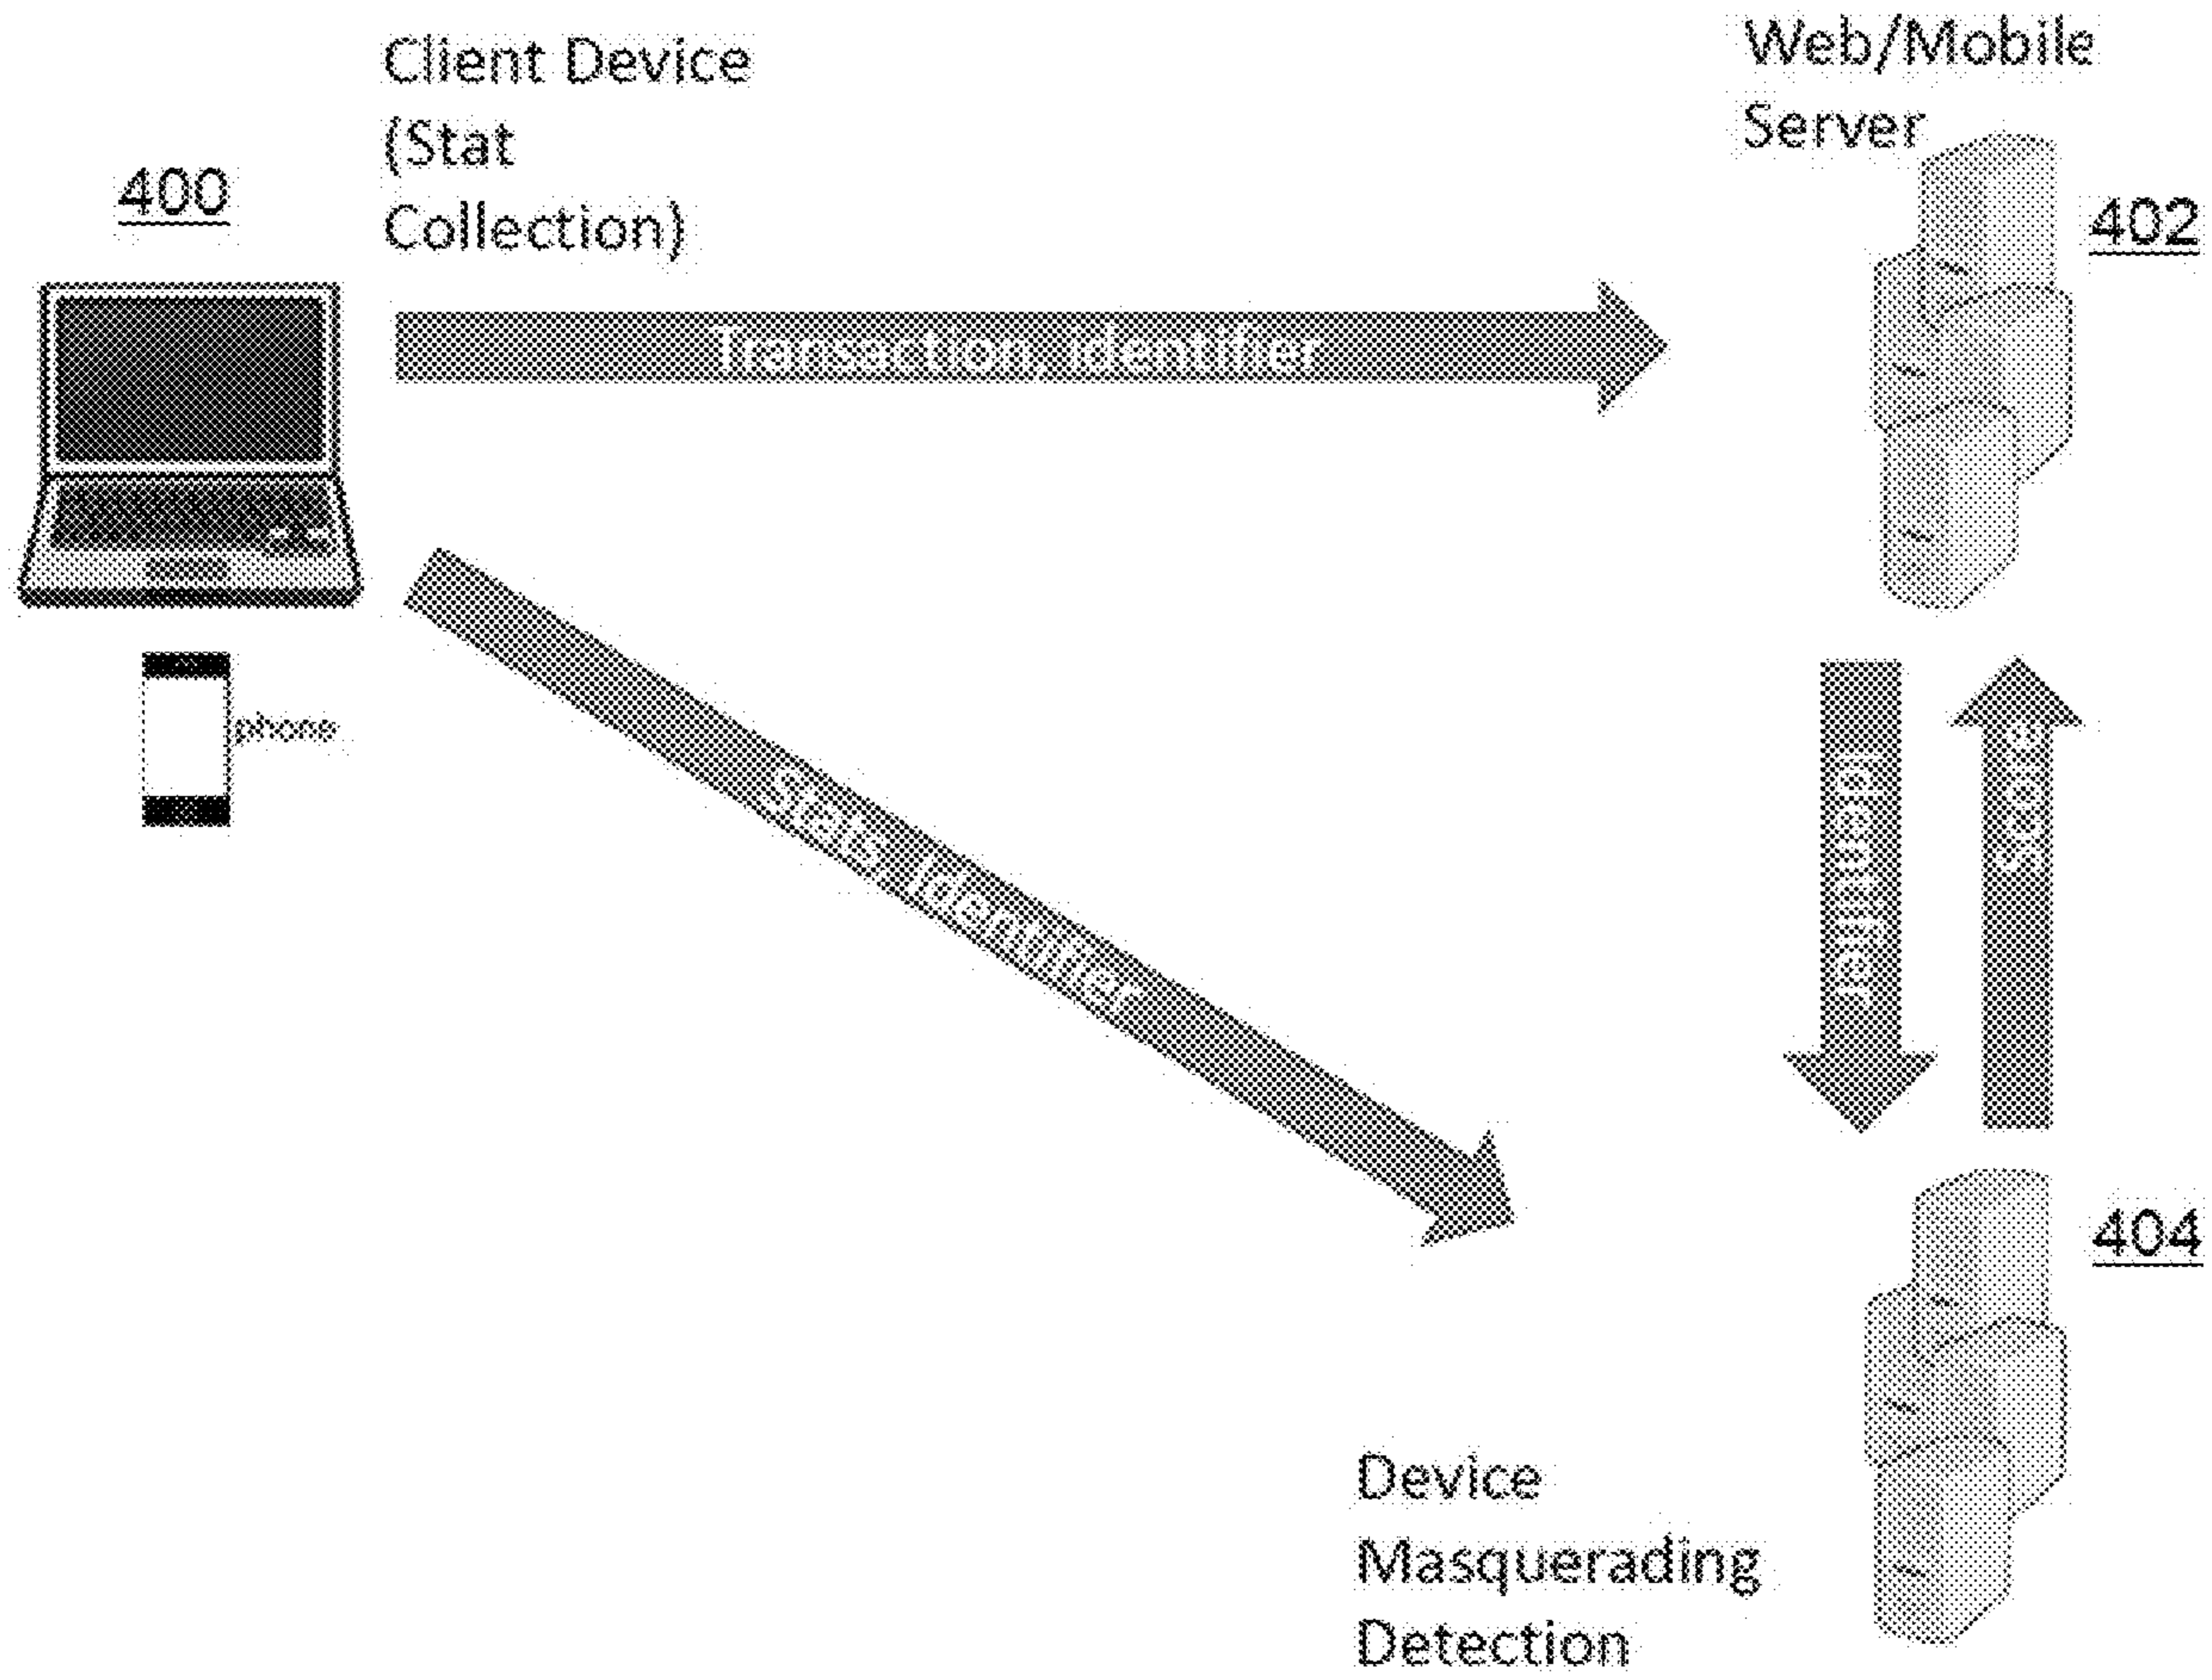 Client Device
(Stat
Collection)
400
Web/Mobile
Server
402
Transaction, identifier
phone
Stats, Identifier
Identifier
Score
404
Device
Masquerading
Detection